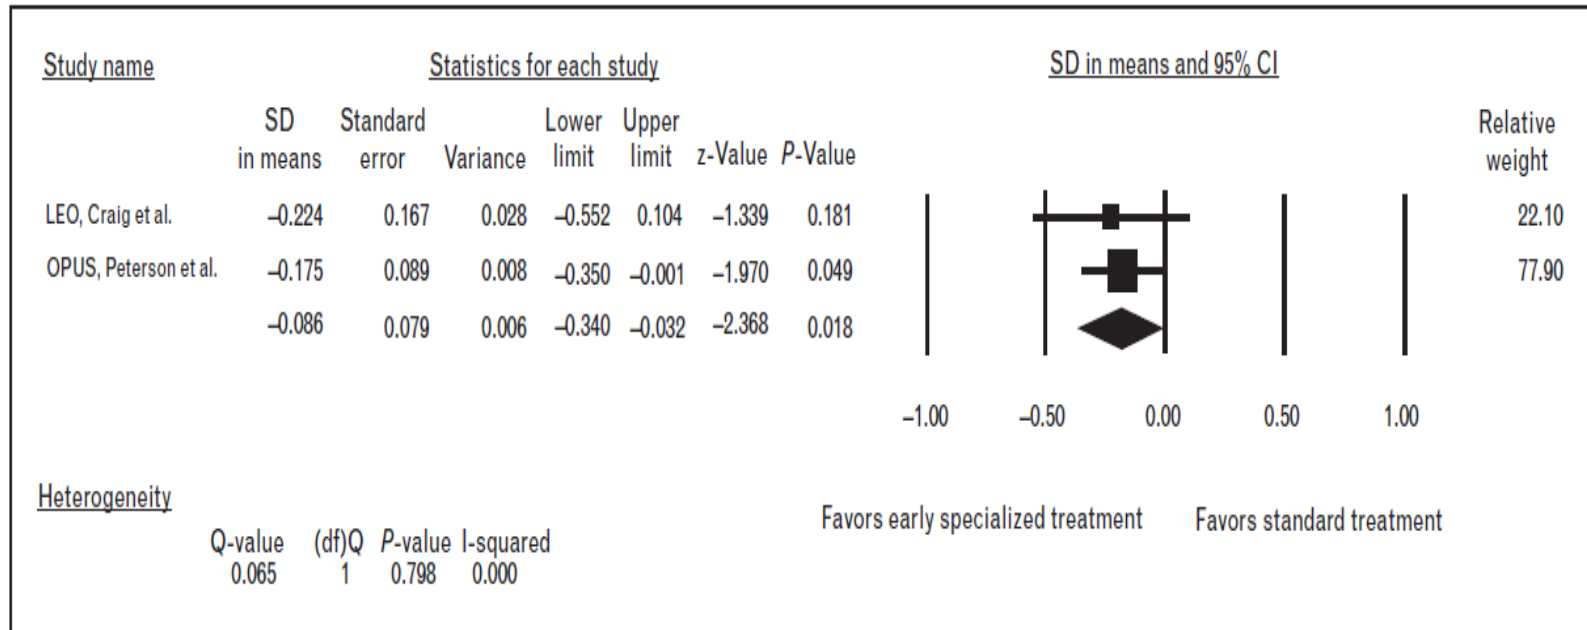 Study name Statistics for each study SD in means and 95% CI
SD Standard Lower Upper Relative
in means error Variance limit limit z-Value P-Value weight
LEO, Craig et al. –0.224 0.167 0.028 –0.552 0.104 –1.339 0.181 22.10
OPUS, Peterson et al. –0.175 0.089 0.008 –0.350 –0.001 –1.970 0.049 77.90
–0.086 0.079 0.006 –0.340 –0.032 –2.368 0.018
–1.00 –0.50 0.00 0.50 1.00
Heterogeneity
Favors early specialized treatment Favors standard treatment
Q-value (df)Q P-value I-squared
0.065 1 0.798 0.000